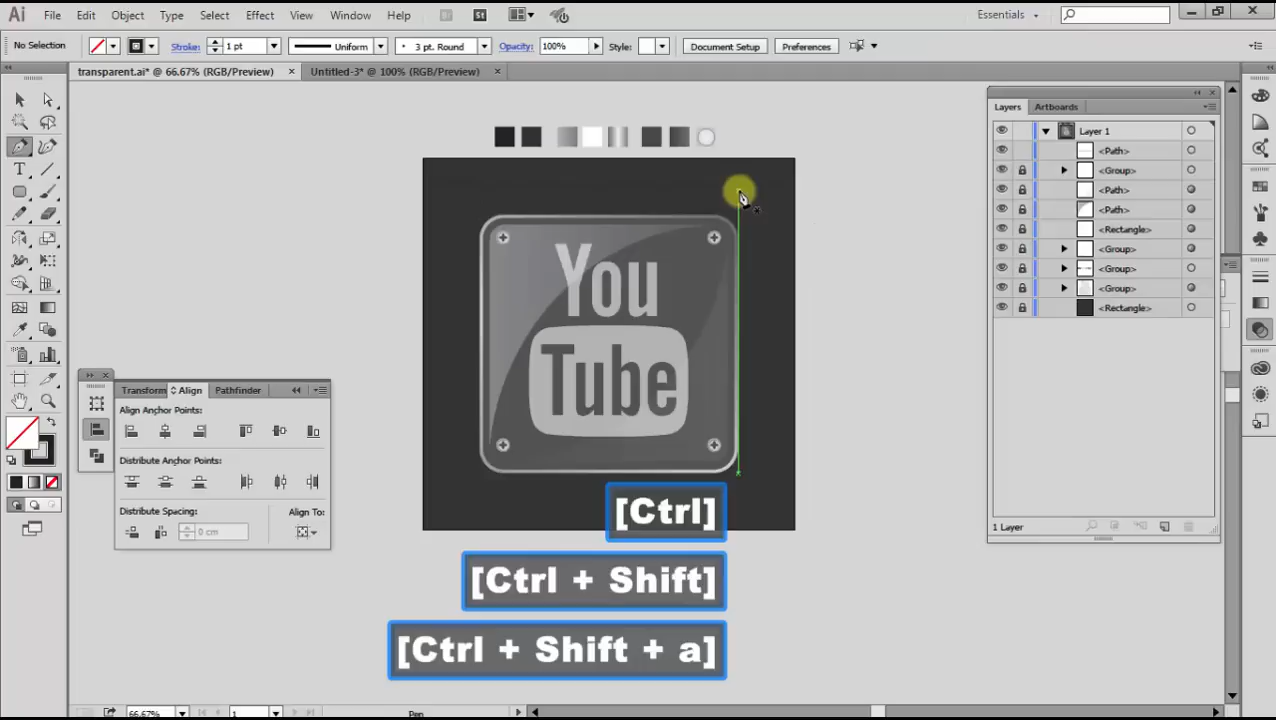 Ai File Edit Object Type Select Effect View Window Help Br St Essentials
No Selection Stroke: 1 pt Uniform 3 pt. Round Opacity: 100% Style: Document Setup Preferences
transparent.ai* @ 66.67% (RGB/Preview) × Untitled-3* @ 100% (RGB/Preview) ×
Layers Artboards
Layer 1
<Path>
<Group>
<Path>
<Path>
<Rectangle>
<Group>
<Group>
<Group>
<Rectangle>
1 Layer
You
Tube
Transform Align Pathfinder
Align Anchor Points:
Distribute Anchor Points:
Distribute Spacing: Align To:
0 cm
[Ctrl]
[Ctrl + Shift]
[Ctrl + Shift + a]
66.67% 1 Pen